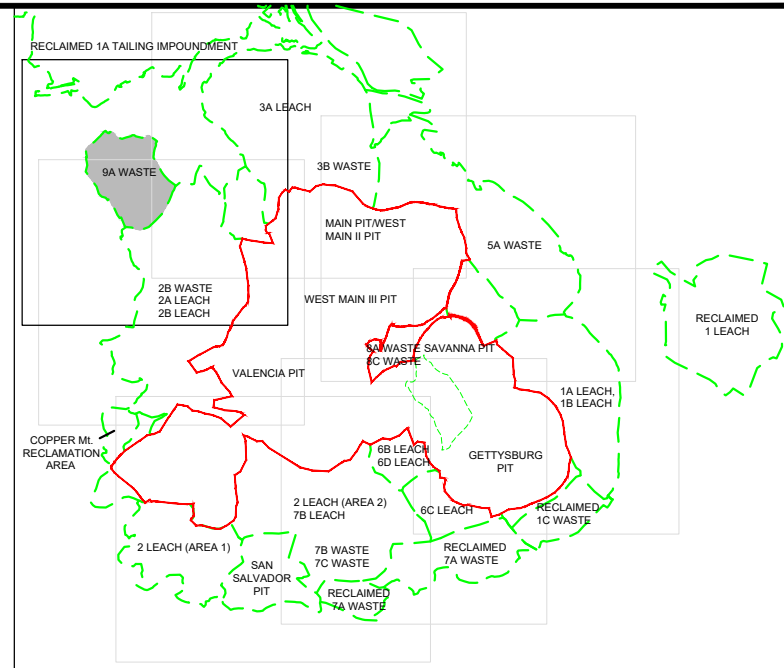 RECLAIMED 1A TAILING IMPOUNDMENT
3A LEACH
9A WASTE
3B WASTE
MAIN PIT/WEST
MAIN II PIT
5A WASTE
2B WASTE
2A LEACH
2B LEACH
WEST MAIN III PIT
RECLAIMED
1 LEACH
8A WASTE SAVANNA PIT
8C WASTE
VALENCIA PIT
1A LEACH,
1B LEACH
COPPER Mt.
RECLAMATION
AREA
6B LEACH
6D LEACH
GETTYSBURG
PIT
2 LEACH (AREA 2)
7B LEACH
6C LEACH
RECLAIMED
1C WASTE
2 LEACH (AREA 1)
7B WASTE
7C WASTE
RECLAIMED
7A WASTE
SAN
SALVADOR
PIT
RECLAIMED
7A WASTE